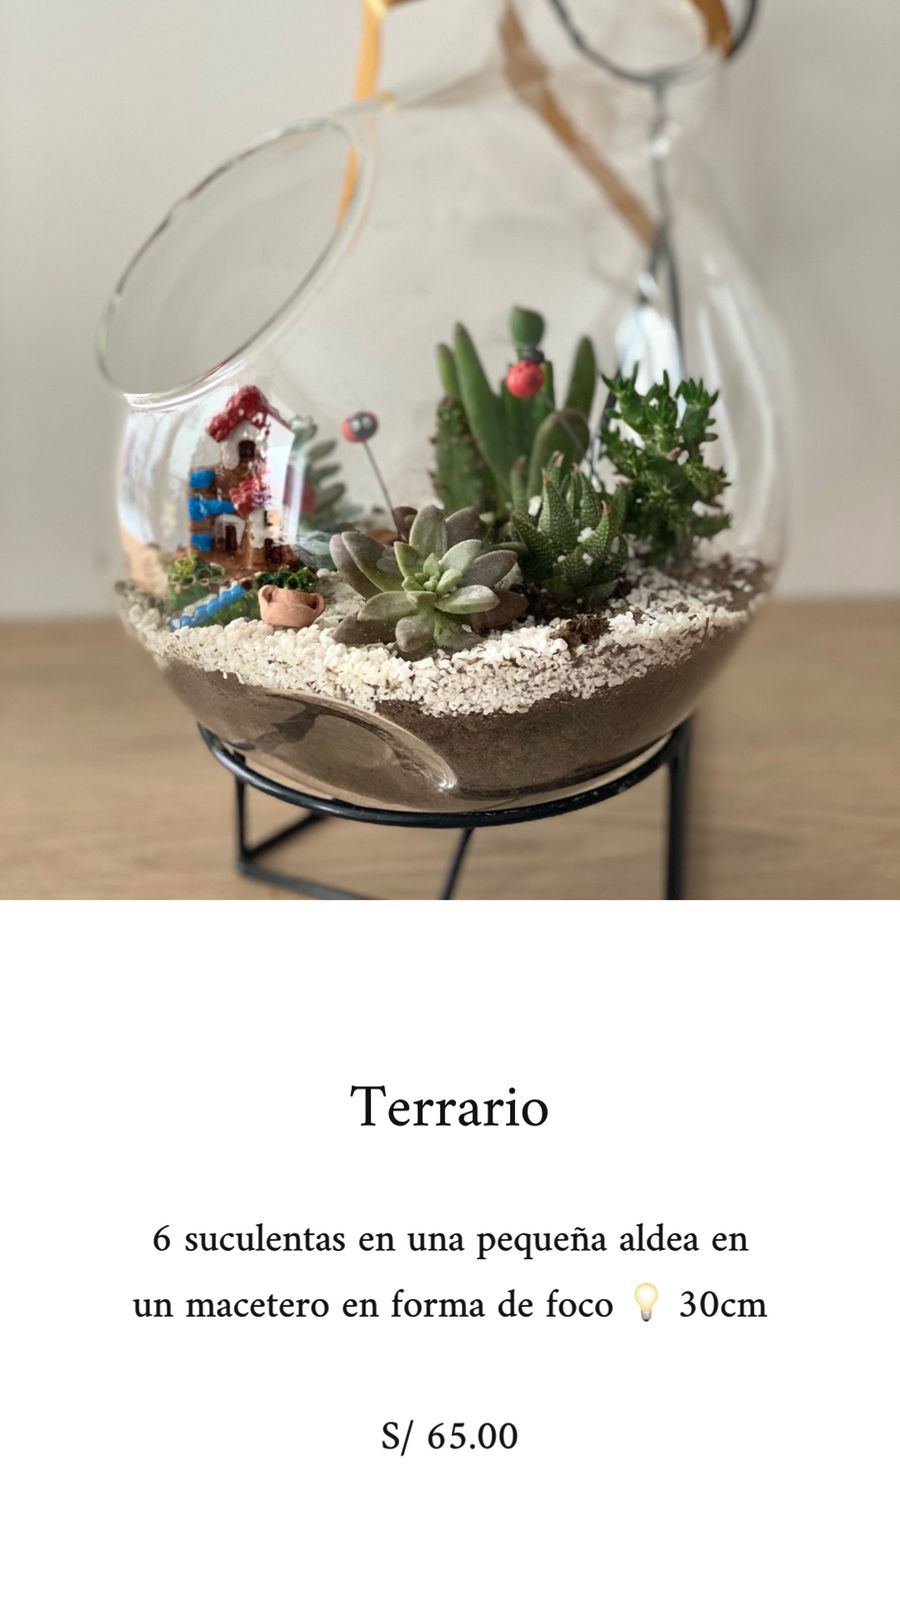 Terrario
6 suculentas en una pequeña aldea en
un macetero en forma de foco 💡 30cm
S/ 65.00